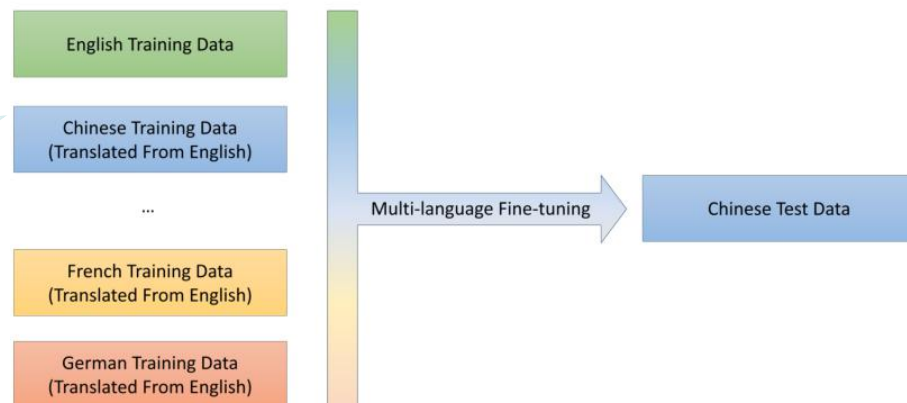 English Training Data
Chinese Training Data
(Translated From English)
...
French Training Data
(Translated From English)
German Training Data
(Translated From English)
Multi-language Fine-tuning
Chinese Test Data